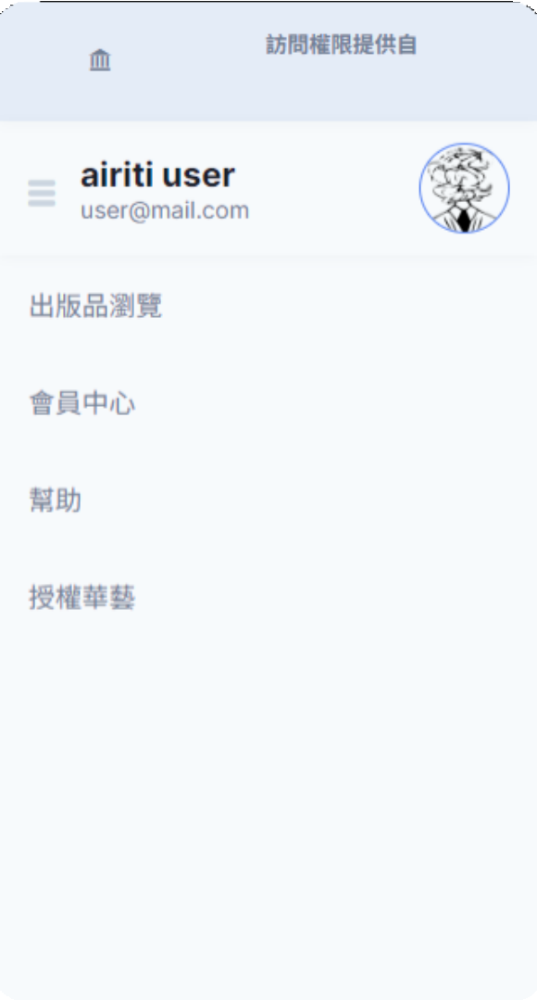 訪問權限提供自
airiti user
user@mail.com
出版品瀏覽
會員中心
幫助
授權華藝